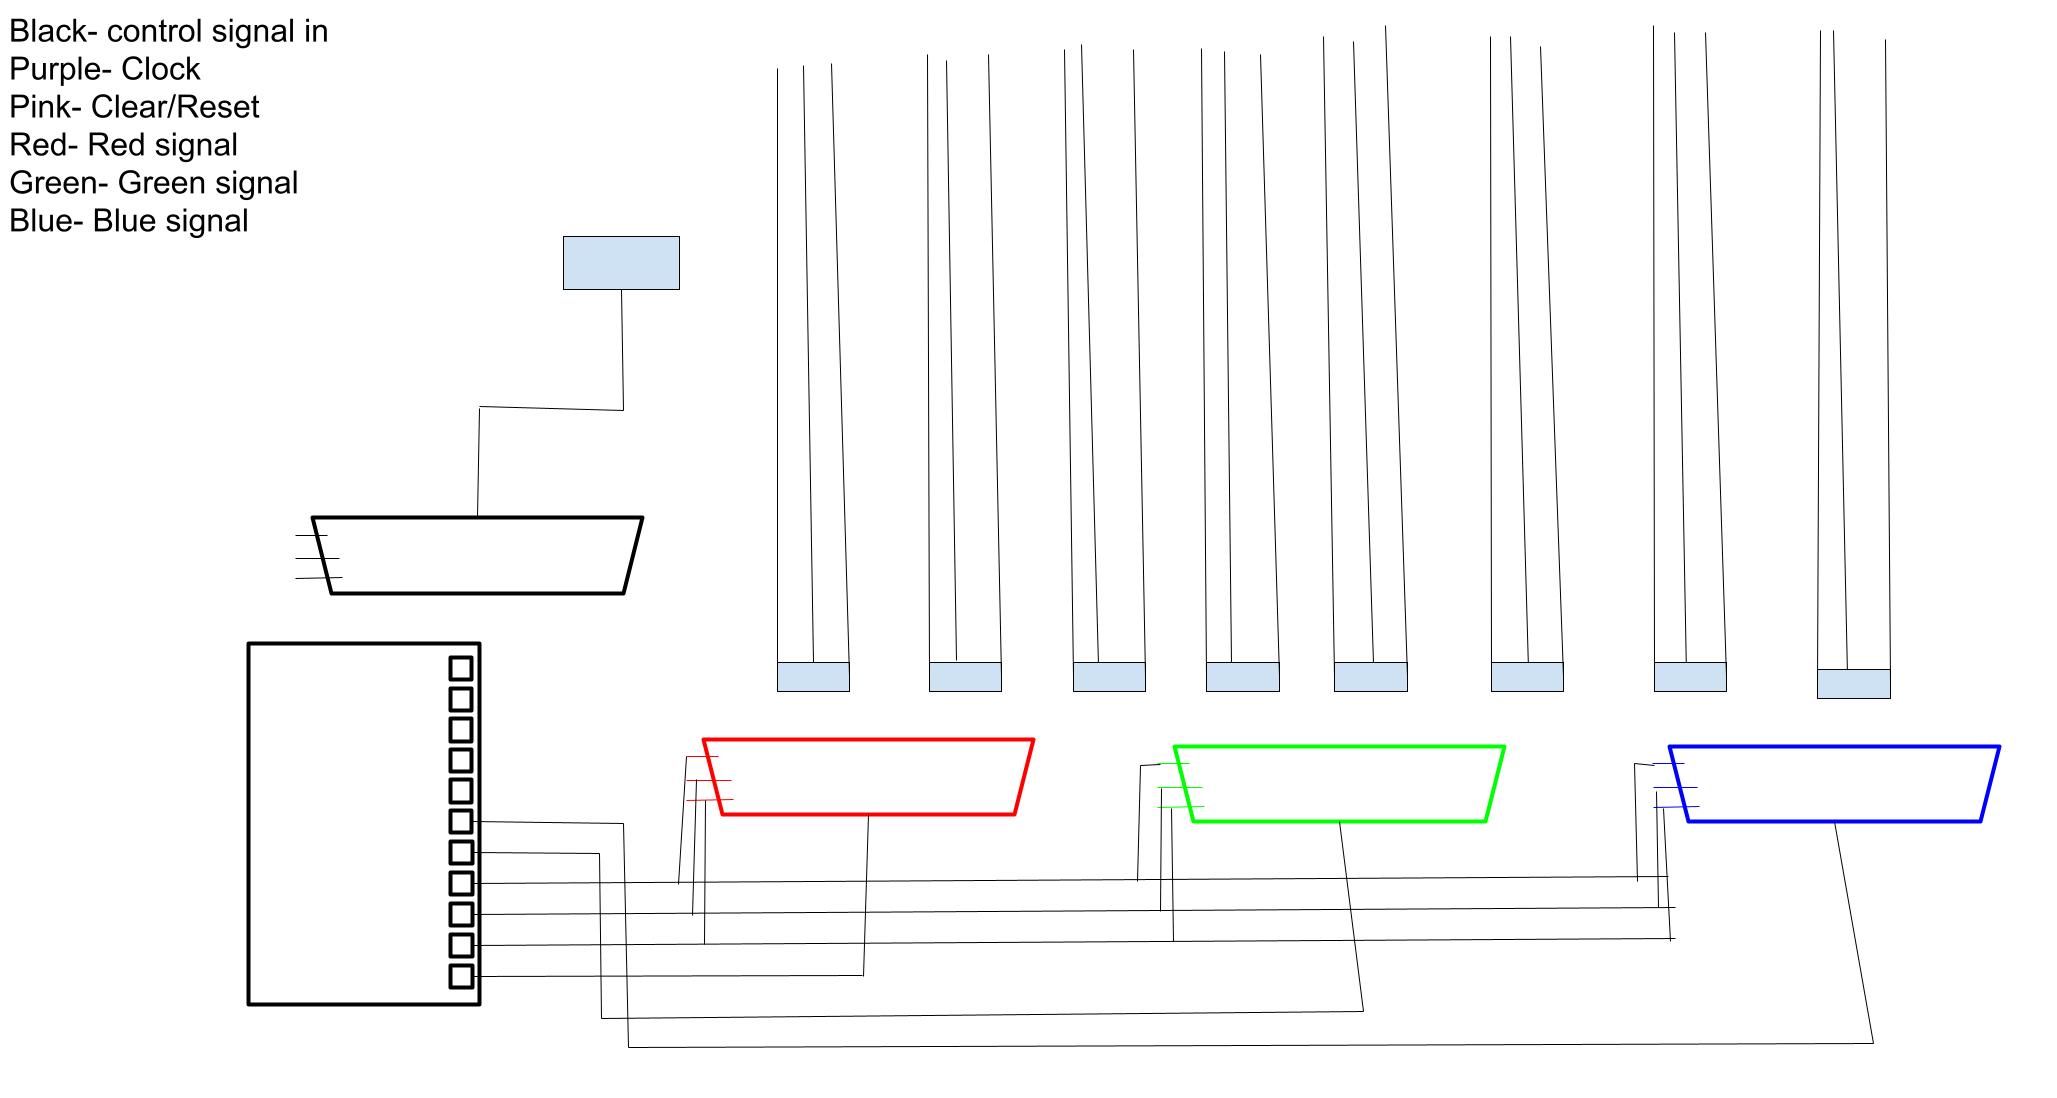 Black- control signal in
Purple- Clock
Pink- Clear/Reset
Red- Red signal
Green- Green signal
Blue- Blue signal